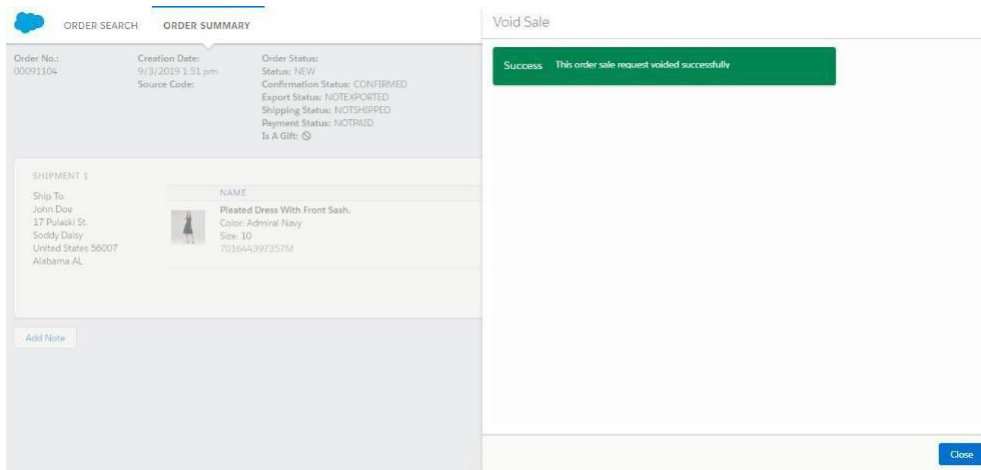 ORDER SEARCH
ORDER SUMMARY
Void Sale
Order No.:
00091104
Creation Date:
9/3/2019 1:51 pm
Source Code:
Order Status:
Status: NEW
Confirmation Status: CONFIRMED
Export Status: NOTEXPORTED
Shipping Status: NOTSHIPPED
Payment Status: NOTPAID
Is A Gift:
Success This order sale request voided successfully
SHIPMENT 1
Ship To:
John Doe
17 Pulaski St.
Soddy Daisy
United States 56007
Alabama AL
NAME
Pleated Dress With Front Sash.
Color: Admiral Navy
Size: 10
701644397357M
Add Note
Close